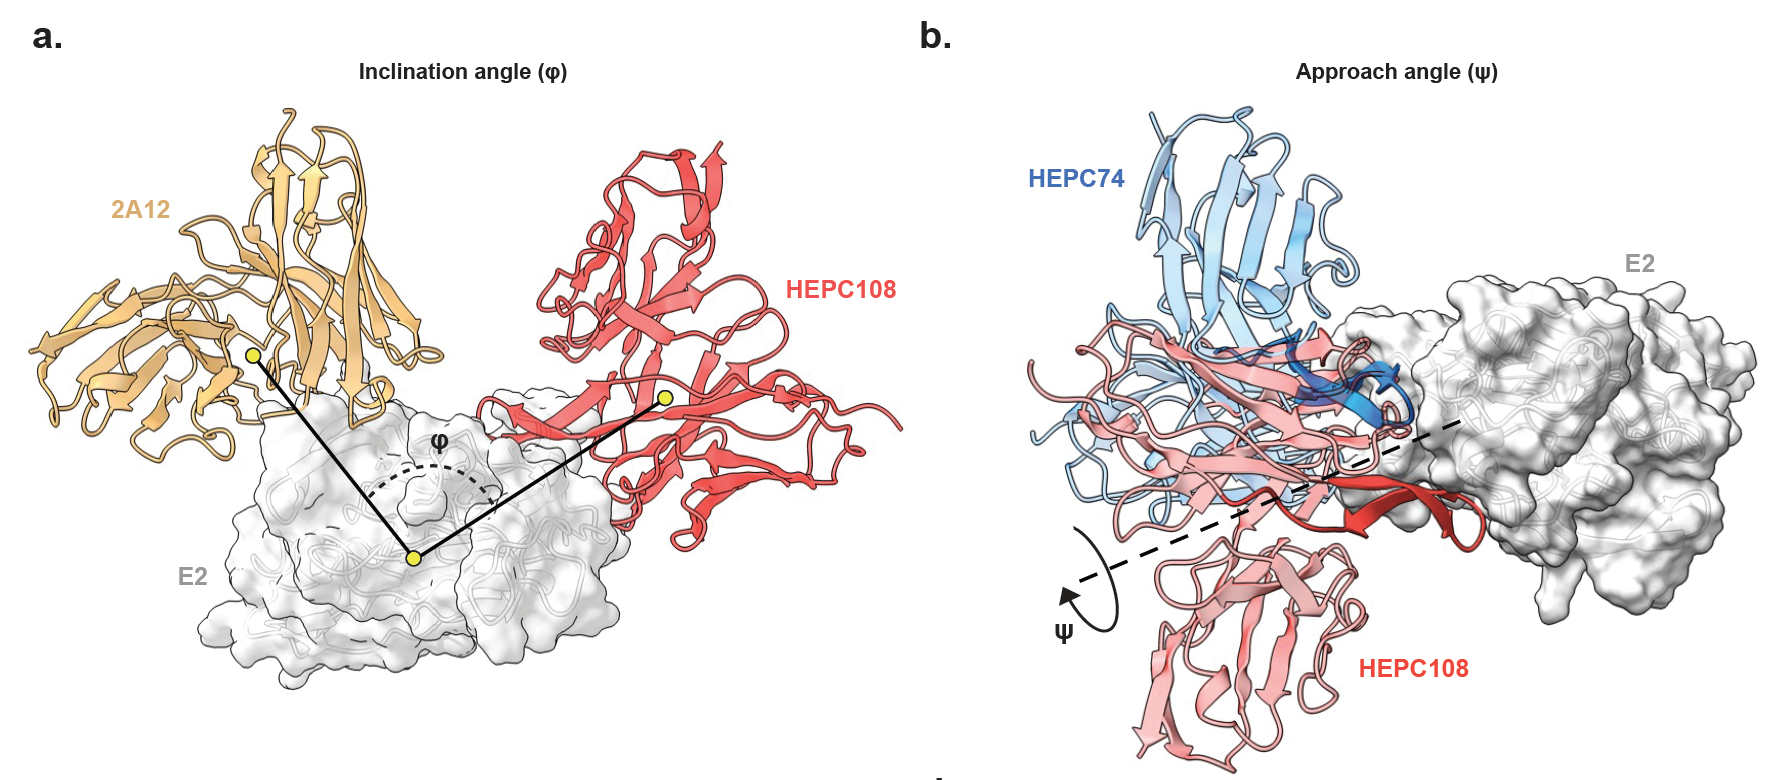 a.
Inclination angle (φ)
2A12
HEPC108
φ
E2
b.
Approach angle (ψ)
HEPC74
E2
ψ
HEPC108